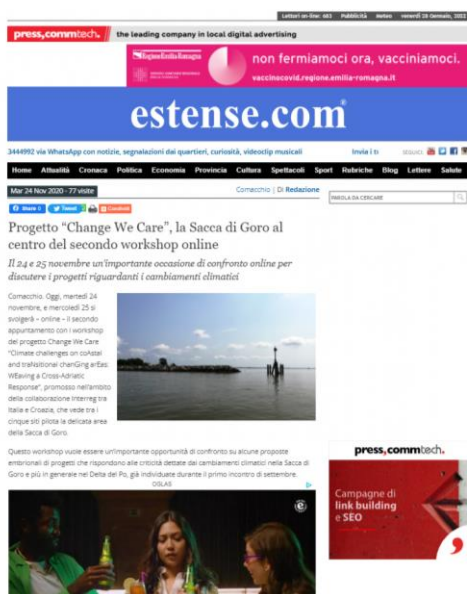 Lettori on-line: 683 Pubblicità Meteo venerdì 28 Gennaio, 2022
press,commtech. the leading company in local digital advertising
Regione Emilia-Romagna
non fermiamoci ora, vacciniamoci.
vaccinocovid.regione.emilia-romagna.it
estense.com
3444992 via WhatsApp con notizie, segnalazioni dai quartieri, curiosità, videoclip musicali
Invia i ti
SEGUICI:
Home Attualità Cronaca Politica Economia Provincia Cultura Spettacoli Sport Rubriche Blog Lettere Salute
Mar 24 Nov 2020 - 77 visite
Comacchio | Di Redazione
PAROLA DA CERCARE
Share 0 Tweet Condividi
Progetto “Change We Care”, la Sacca di Goro al
centro del secondo workshop online
Il 24 e 25 novembre un'importante occasione di confronto online per
discutere i progetti riguardanti i cambiamenti climatici
Comacchio. Oggi, martedì 24
novembre, e mercoledì 25 si
svolgerà – online – il secondo
appuntamento con i workshop
del progetto Change We Care
"Climate challenges on coAstal
and traNsitional chanGing arEas:
WEaving a Cross-Adriatic
Response", promosso nell'ambito
della collaborazione Interreg tra
Italia e Croazia, che vede tra i
cinque siti pilota la delicata area
della Sacca di Goro.
Questo workshop vuole essere un'importante opportunità di confronto su alcune proposte
embrionali di progetti che rispondono alle criticità dettate dai cambiamenti climatici nella Sacca di
Goro e più in generale nel Delta del Po, già individuate durante il primo incontro di settembre.
OGLAS
press,commtech.
Campagne di
link building
e SEO